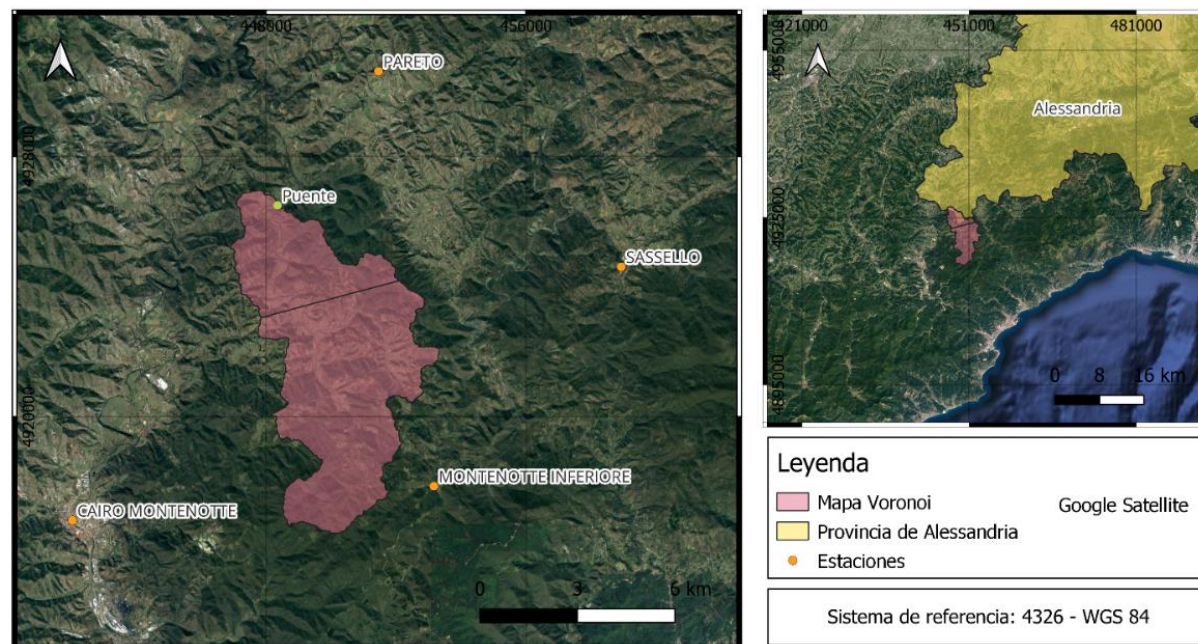 448000
456000
PARETO
4928000
Puente
SASSELLO
4920000
MONTENOTTE INFERIORE
CAIRO MONTENOTTE
0 3 6 km
421000
451000
481000
4955000
Alessandria
4925000
4895000
0 8 16 km
Leyenda
Mapa Voronoi
Google Satellite
Provincia de Alessandria
Estaciones
Sistema de referencia: 4326 - WGS 84